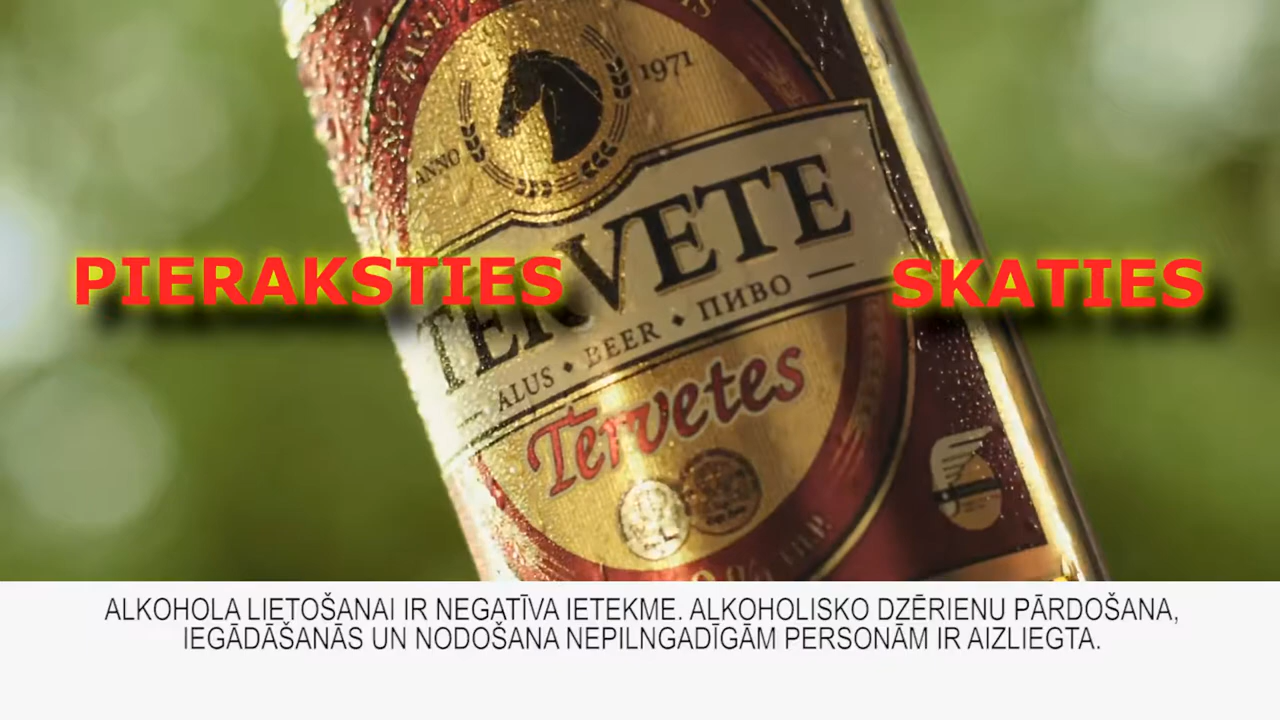 ANNO
1971
TERVETE
ALUS ♦ BEER ♦ ПИВО
Tervetes
PIERAKSTIES
SKATIES
ALKOHOLA LIETOŠANAI IR NEGATĪVA IETEKME. ALKOHOLISKO DZĒRIENU PĀRDOŠANA,
IEGĀDĀŠANĀS UN NODOŠANA NEPILNGADĪGĀM PERSONĀM IR AIZLIEGTA.